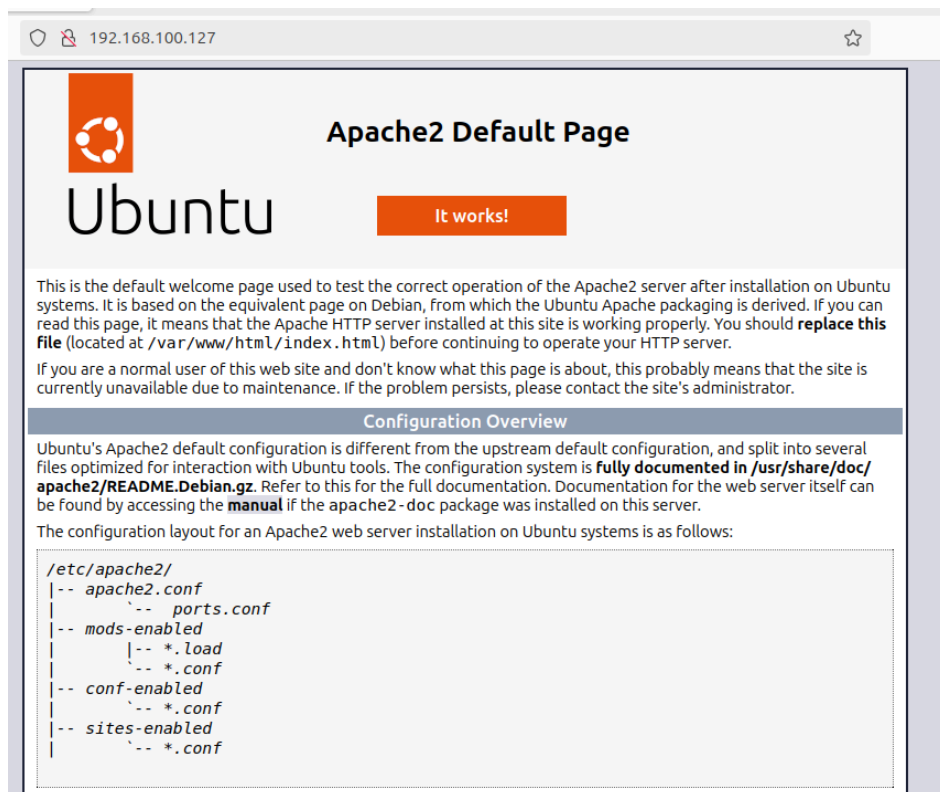 192.168.100.127
Apache2 Default Page
Ubuntu
It works!
This is the default welcome page used to test the correct operation of the Apache2 server after installation on Ubuntu
systems. It is based on the equivalent page on Debian, from which the Ubuntu Apache packaging is derived. If you can
read this page, it means that the Apache HTTP server installed at this site is working properly. You should replace this
file (located at /var/www/html/index.html) before continuing to operate your HTTP server.
If you are a normal user of this web site and don't know what this page is about, this probably means that the site is
currently unavailable due to maintenance. If the problem persists, please contact the site's administrator.
Configuration Overview
Ubuntu's Apache2 default configuration is different from the upstream default configuration, and split into several
files optimized for interaction with Ubuntu tools. The configuration system is fully documented in /usr/share/doc/
apache2/README.Debian.gz. Refer to this for the full documentation. Documentation for the web server itself can
be found by accessing the manual if the apache2-doc package was installed on this server.
The configuration layout for an Apache2 web server installation on Ubuntu systems is as follows:
/etc/apache2/
|-- apache2.conf
|       `--  ports.conf
|-- mods-enabled
|       |-- *.load
|       `-- *.conf
|-- conf-enabled
|       `-- *.conf
|-- sites-enabled
|       `-- *.conf